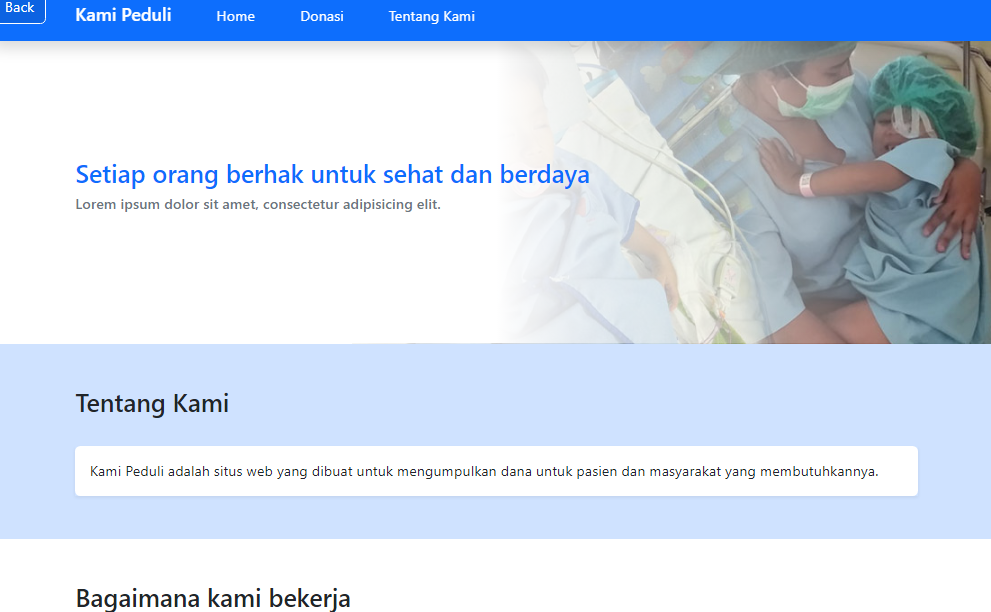 Back
Kami Peduli Home Donasi Tentang Kami
Setiap orang berhak untuk sehat dan berdaya
Lorem ipsum dolor sit amet, consectetur adipisicing elit.
Tentang Kami
Kami Peduli adalah situs web yang dibuat untuk mengumpulkan dana untuk pasien dan masyarakat yang membutuhkannya.
Bagaimana kami bekerja